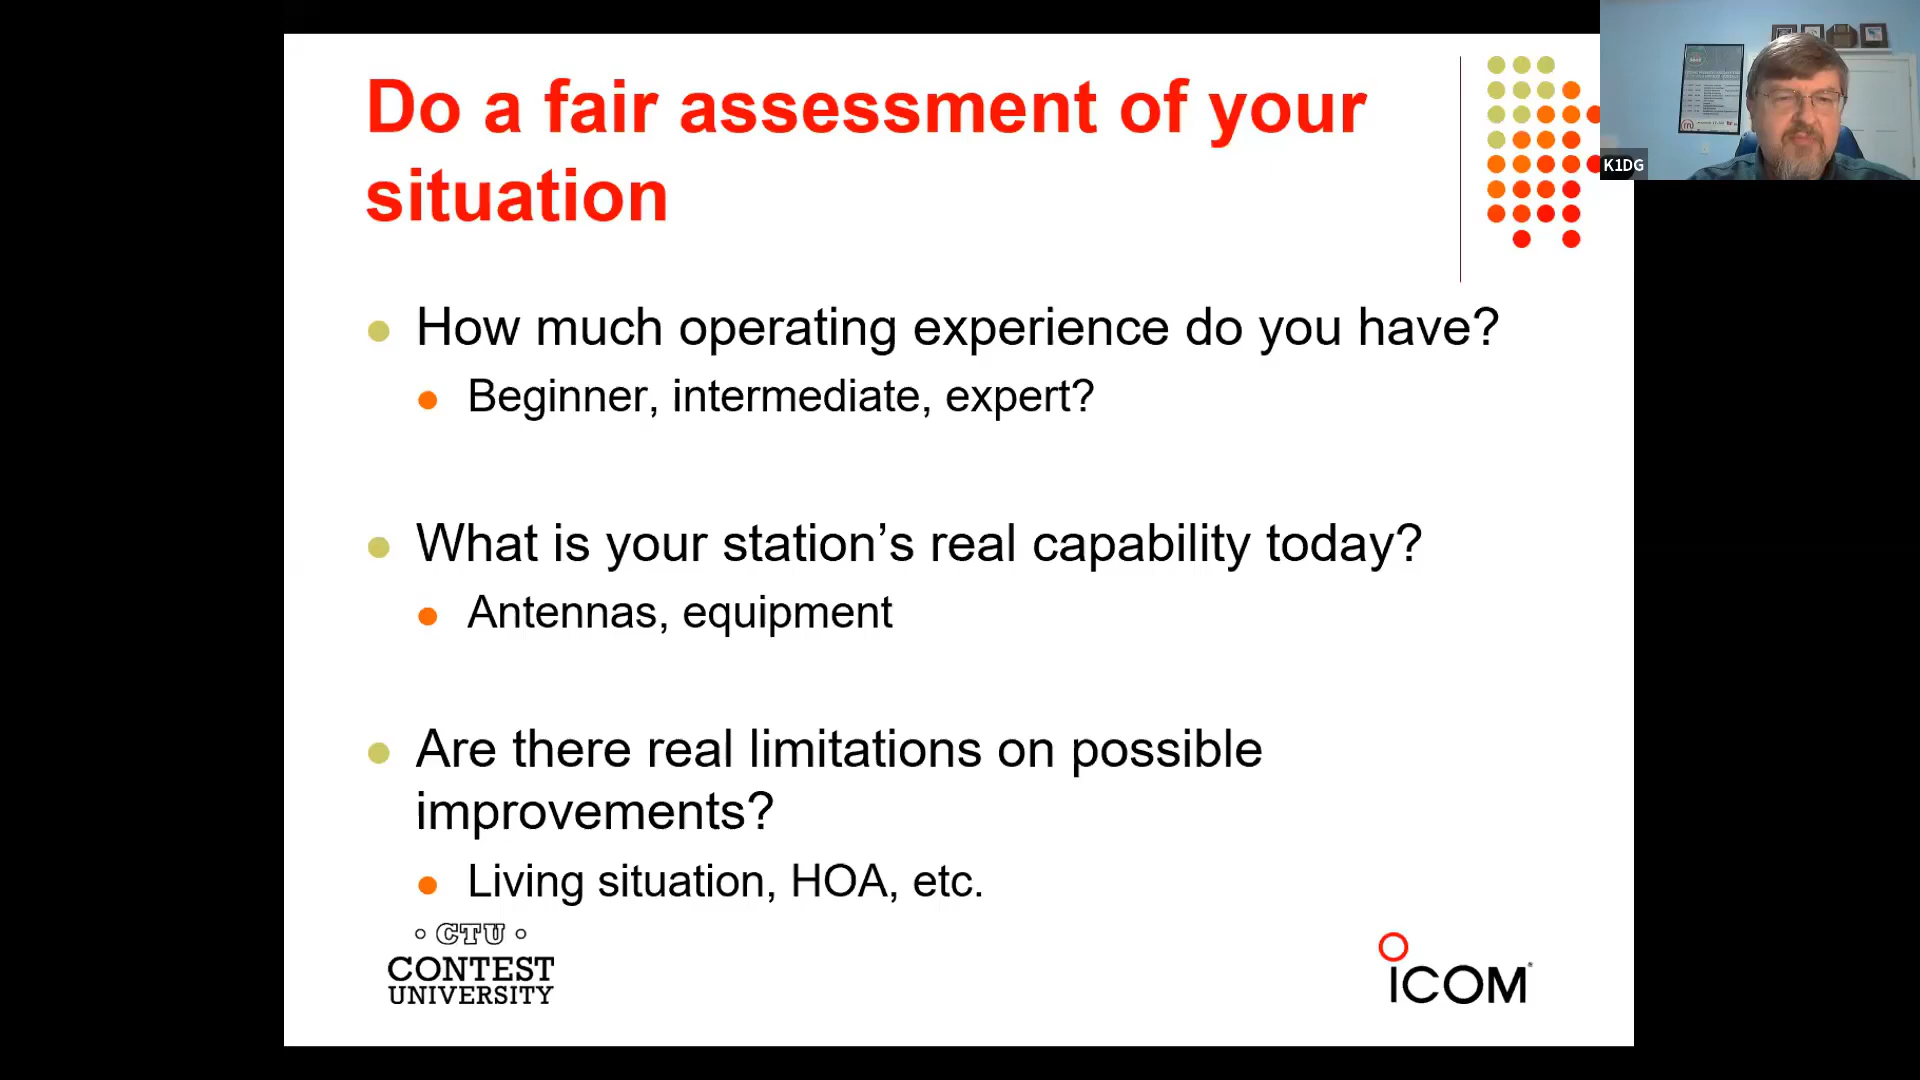 Do a fair assessment of your
situation
How much operating experience do you have?
Beginner, intermediate, expert?
What is your station’s real capability today?
Antennas, equipment
Are there real limitations on possible
improvements?
Living situation, HOA, etc.
CTU
CONTEST
UNIVERSITY
ICOM
K1DG